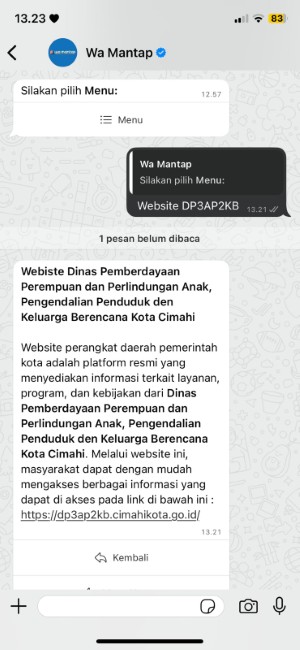 13.23
83
Wa Mantap
Silakan pilih Menu:
12.57
Menu
Wa Mantap
Silakan pilih Menu:
Website DP3AP2KB
13.21
1 pesan belum dibaca
Webiste Dinas Pemberdayaan
Perempuan dan Perlindungan Anak,
Pengendalian Penduduk den
Keluarga Berencana Kota Cimahi
Website perangkat daerah pemerintah
kota adalah platform resmi yang
menyediakan informasi terkait layanan,
program, dan kebijakan dari Dinas
Pemberdayaan Perempuan dan
Perlindungan Anak, Pengendalian
Penduduk den Keluarga Berencana
Kota Cimahi. Melalui website ini,
masyarakat dapat dengan mudah
mengakses berbagai informasi yang
dapat di akses pada link di bawah ini :
https://dp3ap2kb.cimahikota.go.id/
13.21
Kembali